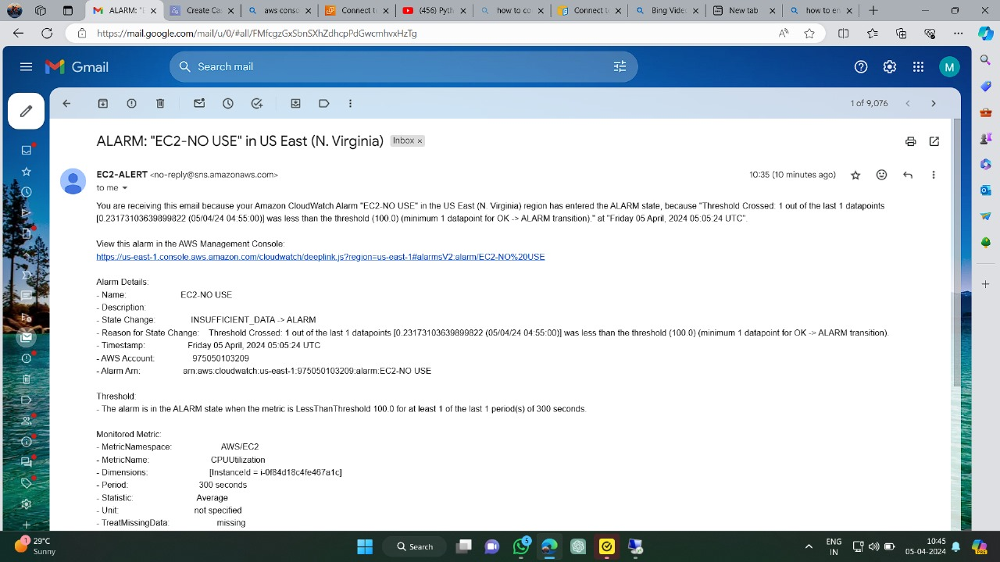 ALARM: "E
Canned Ca
aws consol
Connect to
(456) Pyth
how to co
Connect t
Bing Vide
New tab
how to en
https://mail.google.com/mail/u/0/#all/FMfcgzGxSbnSXhZdhcpPdGwcmhvxHzTg
Gmail
Search mail
M
1 of 9,076
ALARM: "EC2-NO USE" in US East (N. Virginia) Inbox ×
EC2-ALERT <no-reply@sns.amazonaws.com>
10:35 (10 minutes ago)
to me
You are receiving this email because your Amazon CloudWatch Alarm "EC2-NO USE" in the US East (N. Virginia) region has entered the ALARM state, because "Threshold Crossed: 1 out of the last 1 datapoints
[0.23173103639899822 (05/04/24 04:55:00)] was less than the threshold (100.0) (minimum 1 datapoint for OK -> ALARM transition)." at "Friday 05 April, 2024 05:05:24 UTC".
View this alarm in the AWS Management Console:
https://us-east-1.console.aws.amazon.com/cloudwatch/deeplink.js?region=us-east-1#alarmsV2:alarm/EC2-NO%20USE
Alarm Details:
- Name: EC2-NO USE
- Description:
- State Change: INSUFFICIENT_DATA -> ALARM
- Reason for State Change: Threshold Crossed: 1 out of the last 1 datapoints [0.23173103639899822 (05/04/24 04:55:00)] was less than the threshold (100.0) (minimum 1 datapoint for OK -> ALARM transition).
- Timestamp: Friday 05 April, 2024 05:05:24 UTC
- AWS Account: 975050103209
- Alarm Arn: arn:aws:cloudwatch:us-east-1:975050103209:alarm:EC2-NO USE
Threshold:
- The alarm is in the ALARM state when the metric is LessThanThreshold 100.0 for at least 1 of the last 1 period(s) of 300 seconds.
Monitored Metric:
- MetricNamespace: AWS/EC2
- MetricName: CPUUtilization
- Dimensions: [InstanceId = i-0f84d18c4fe467a1c]
- Period: 300 seconds
- Statistic: Average
- Unit: not specified
- TreatMissingData: missing
1
29°C
Sunny
Search
5
ENG
IN
10:45
05-04-2024
PRE